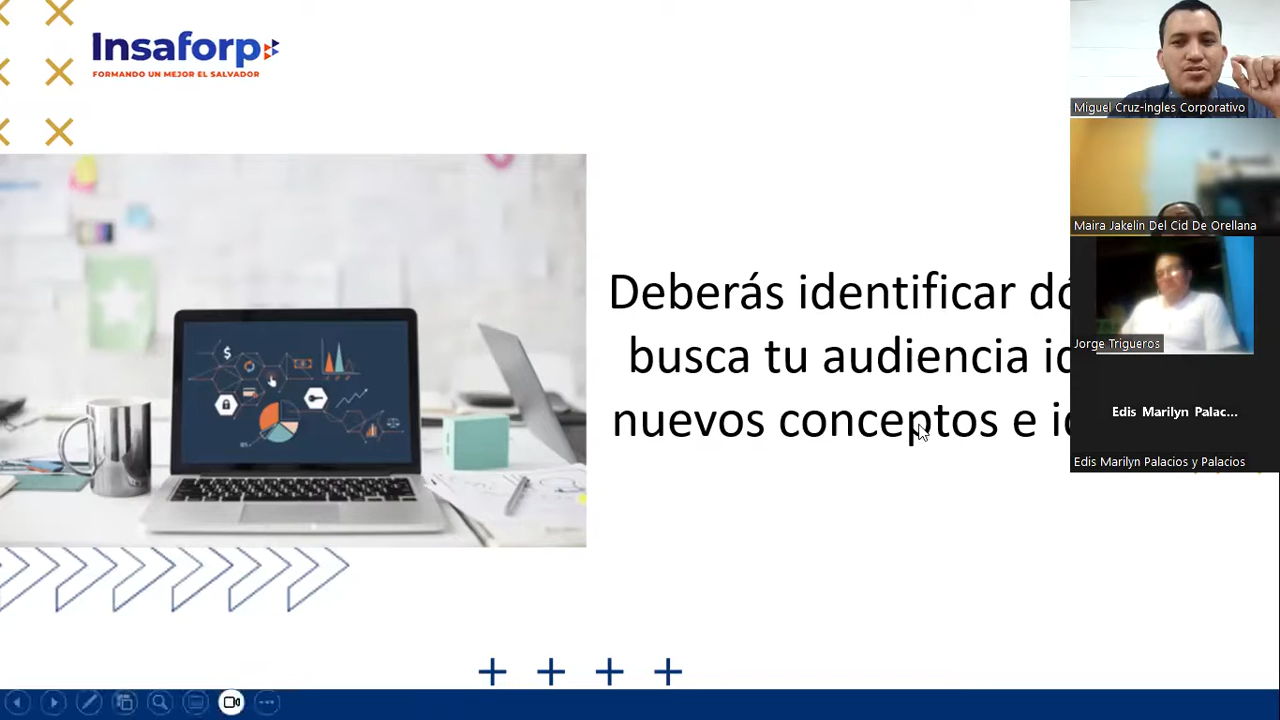 Insaforp
FORMANDO UN MEJOR EL SALVADOR
Deberás identificar dó
busca tu audiencia id
nuevos conceptos e id
Miguel Cruz-Ingles Corporativo
Maira Jakelin Del Cid De Orellana
Jorge Trigueros
Edis Marilyn Palac...
Edis Marilyn Palacios y Palacios